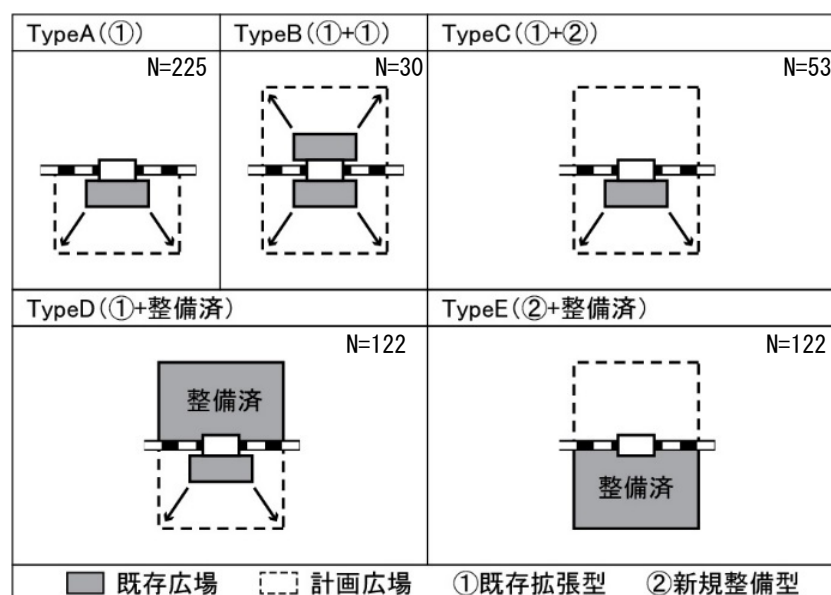 TypeA(①)
TypeB(①+①)
TypeC(①+②)
N=225
N=30
N=53
TypeD(①+整備済)
TypeE(②+整備済)
N=122
N=122
整備済
整備済
既存広場 計画広場 ①既存拡張型 ②新規整備型